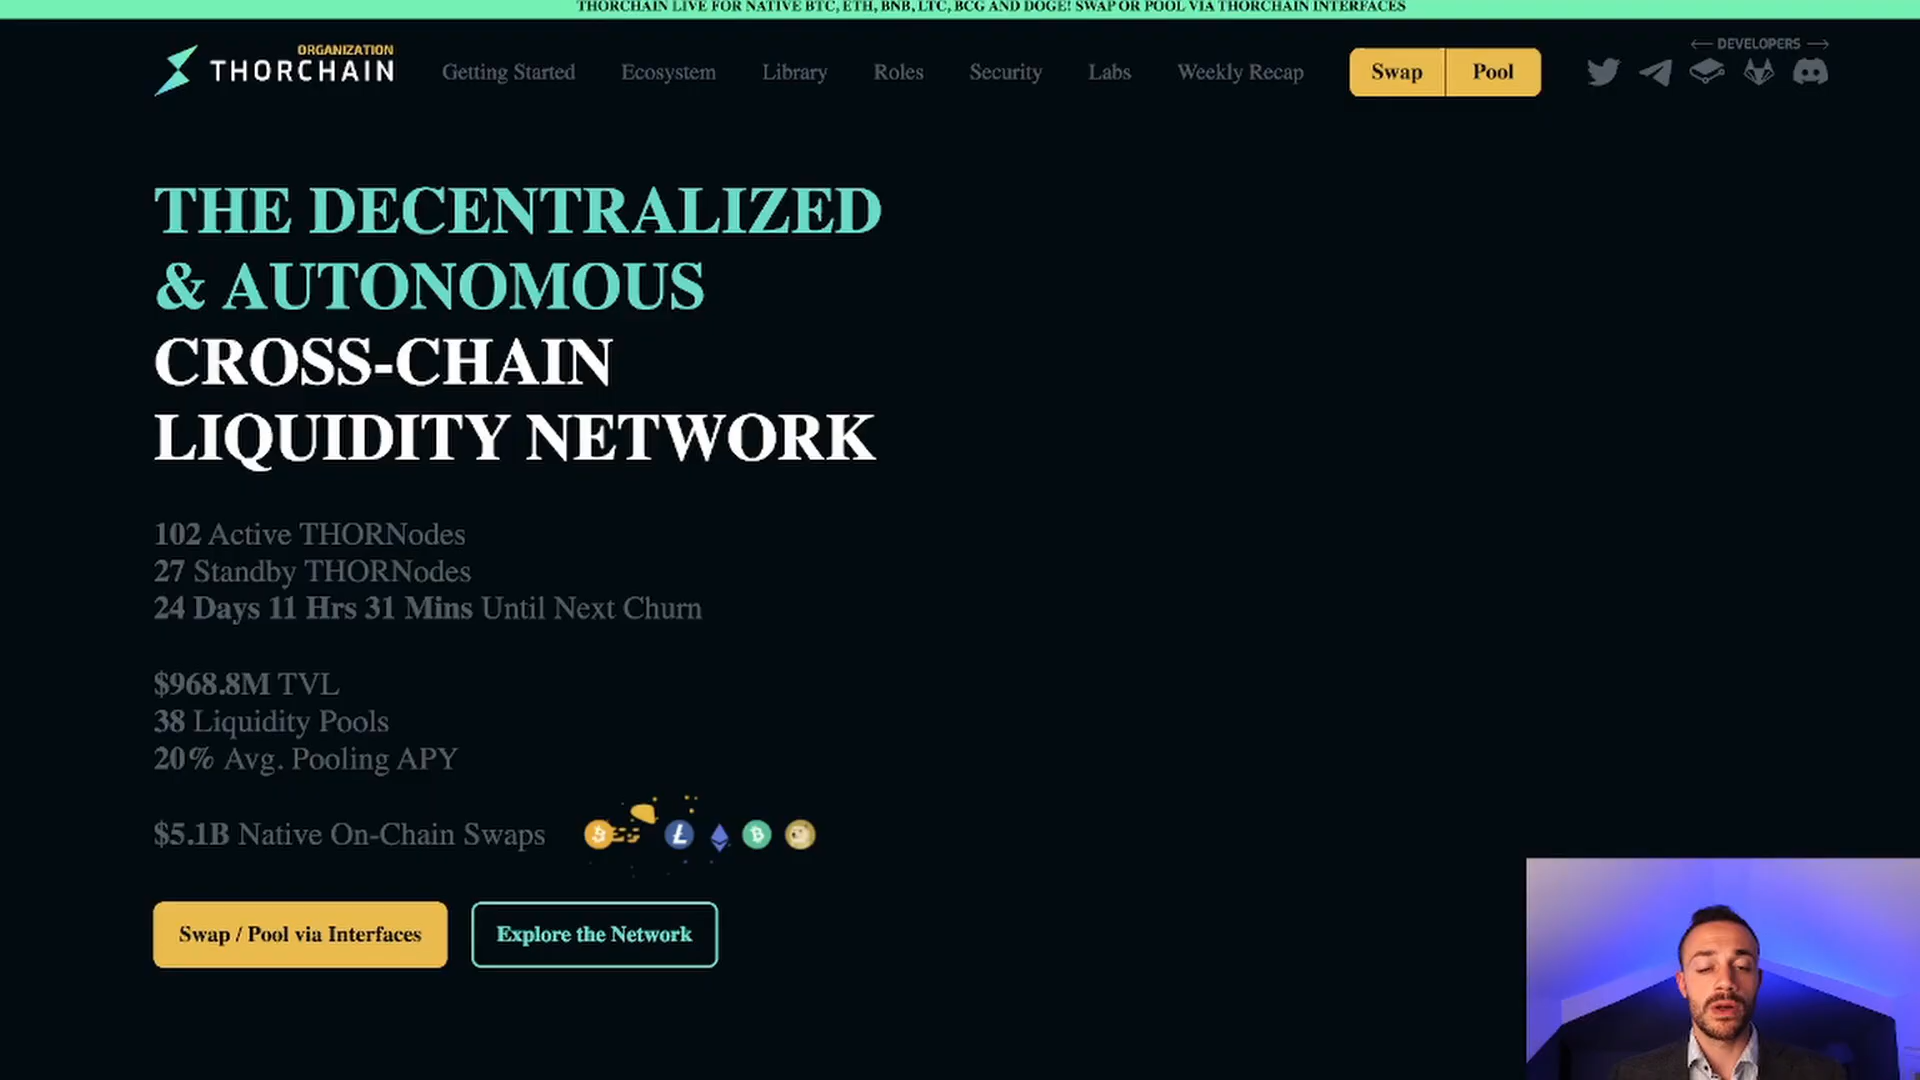 THORCHAIN LIVE FOR NATIVE BTC, ETH, BNB, LTC, BCG AND DOGE! SWAP OR POOL VIA THORCHAIN INTERFACES
ORGANIZATION
THORCHAIN
Getting Started
Ecosystem
Library
Roles
Security
Labs
Weekly Recap
Swap
Pool
DEVELOPERS
THE DECENTRALIZED
& AUTONOMOUS
CROSS-CHAIN
LIQUIDITY NETWORK
102 Active THORNodes
27 Standby THORNodes
24 Days 11 Hrs 31 Mins Until Next Churn
$968.8M TVL
38 Liquidity Pools
20% Avg. Pooling APY
$5.1B Native On-Chain Swaps
Swap / Pool via Interfaces
Explore the Network